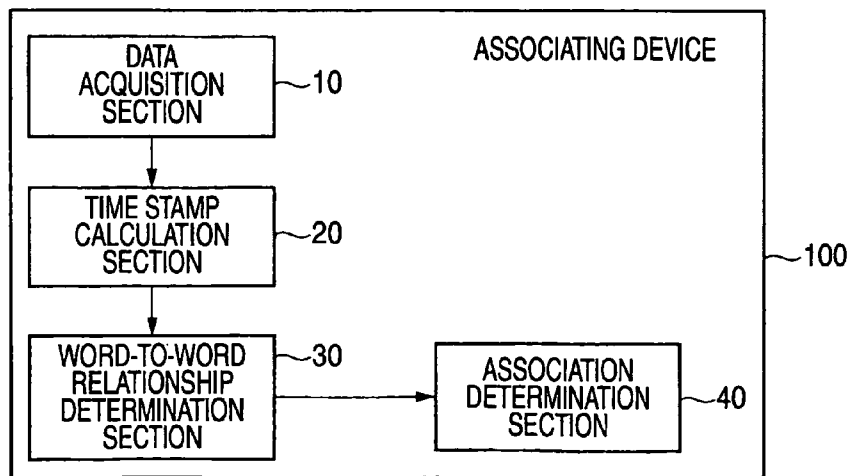 DATA
ACQUISITION
SECTION
10
ASSOCIATING DEVICE
TIME STAMP
CALCULATION
SECTION
20
100
WORD-TO-WORD
RELATIONSHIP
DETERMINATION
SECTION
30
ASSOCIATION
DETERMINATION
SECTION
40